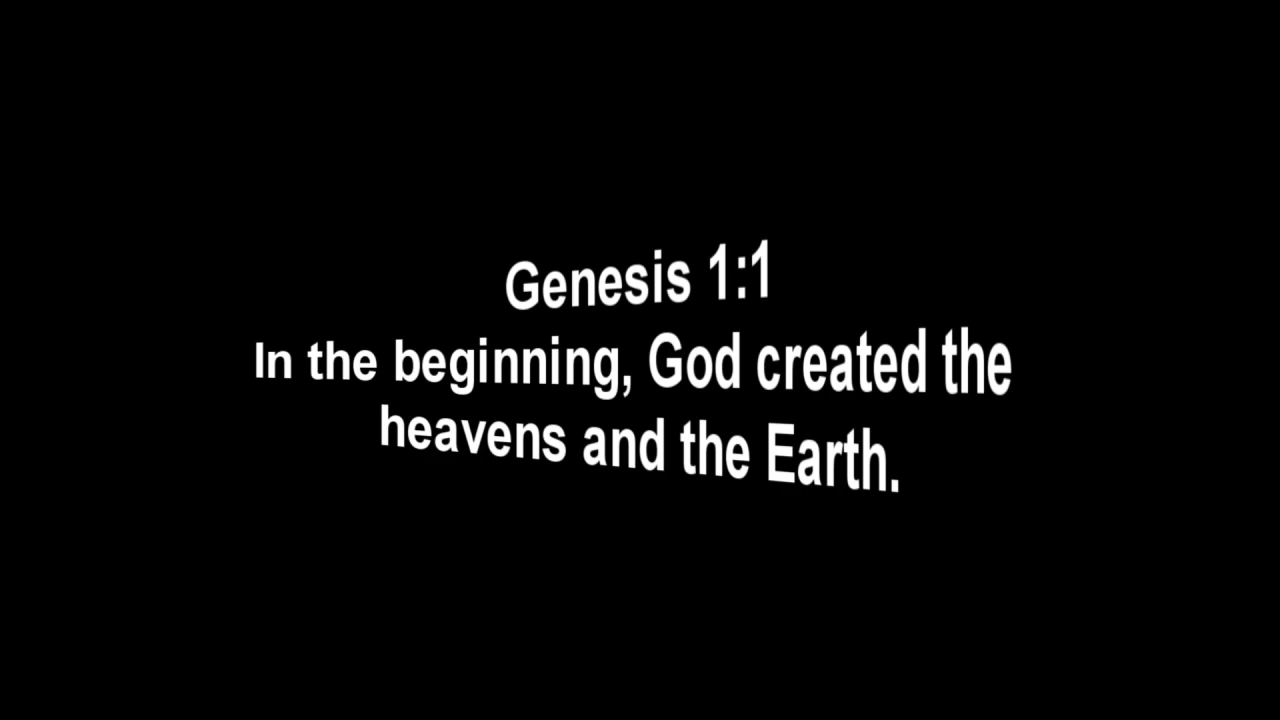 Genesis 1:1
In the beginning, God created the
heavens and the Earth.